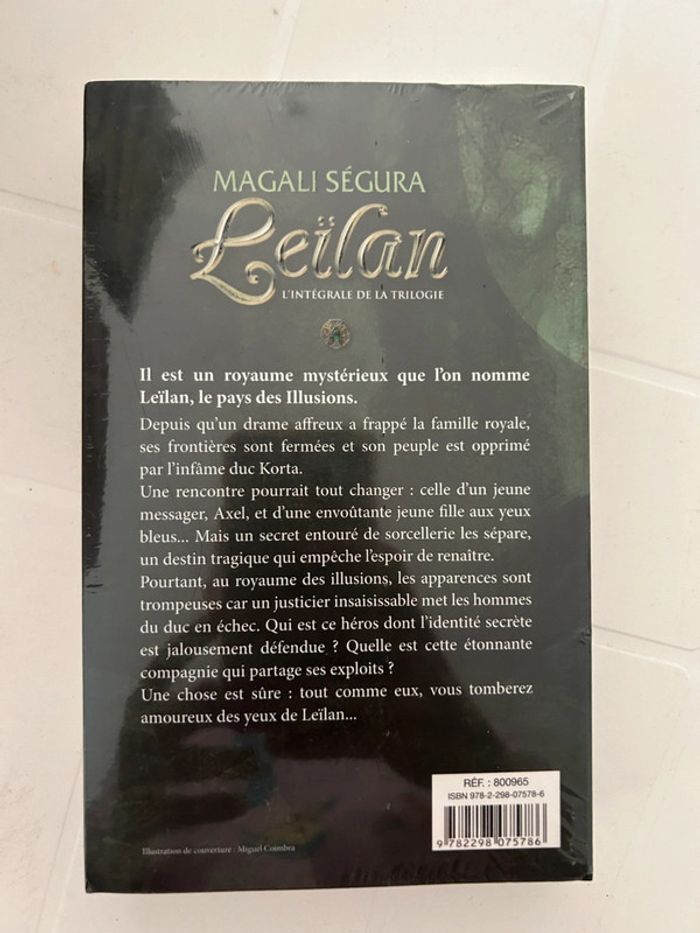 MAGALI SÉGURA
Leïlan
L'INTÉGRALE DE LA TRILOGIE
Il est un royaume mystérieux que l'on nomme
Leïlan, le pays des Illusions.
Depuis qu'un drame affreux a frappé la famille royale,
ses frontières sont fermées et son peuple est opprimé
par l'infâme duc Korta.
Une rencontre pourrait tout changer : celle d'un jeune
messager, Axel, et d'une envoûtante jeune fille aux yeux
bleus... Mais un secret entouré de sorcellerie les sépare,
un destin tragique qui empêche l'espoir de renaître.
Pourtant, au royaume des illusions, les apparences sont
trompeuses car un justicier insaisissable met les hommes
du duc en échec. Qui est ce héros dont l'identité secrète
est jalousement défendue ? Quelle est cette étonnante
compagnie qui partage ses exploits ?
Une chose est sûre : tout comme eux, vous tomberez
amoureux des yeux de Leïlan...
RÉF. : 800965
ISBN 978-2-298-07578-6
9 782298 075786
Illustration de couverture : Miguel Coimbra